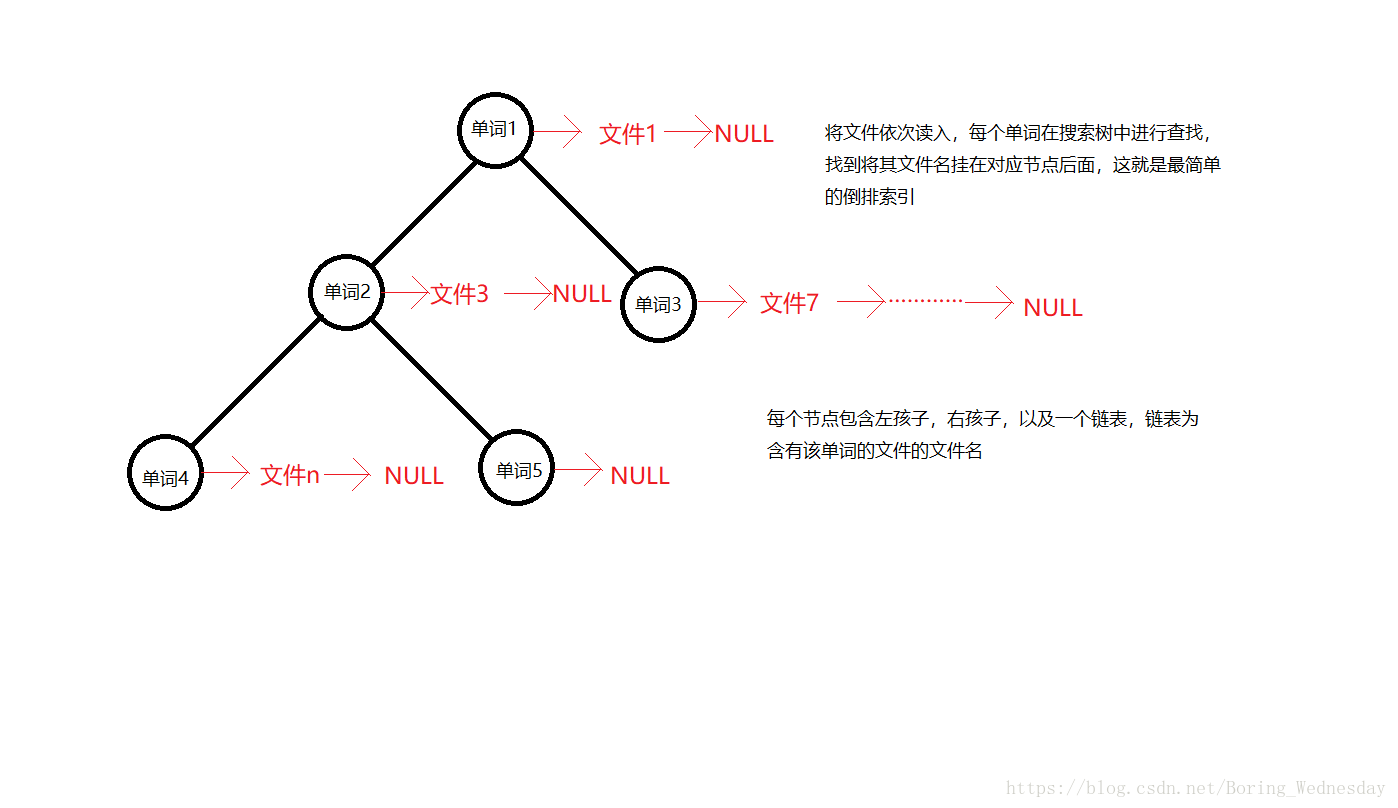 单词1
文件1
NULL
将文件依次读入，每个单词在搜索树中进行查找，
找到将其文件名挂在对应节点后面，这就是最简单
的倒排索引
单词2
文件3
NULL
单词3
文件7
NULL
每个节点包含左孩子，右孩子，以及一个链表，链表为
含有该单词的文件的文件名
单词4
文件n
NULL
单词5
NULL
https://blog.csdn.net/Boring_Wednesday